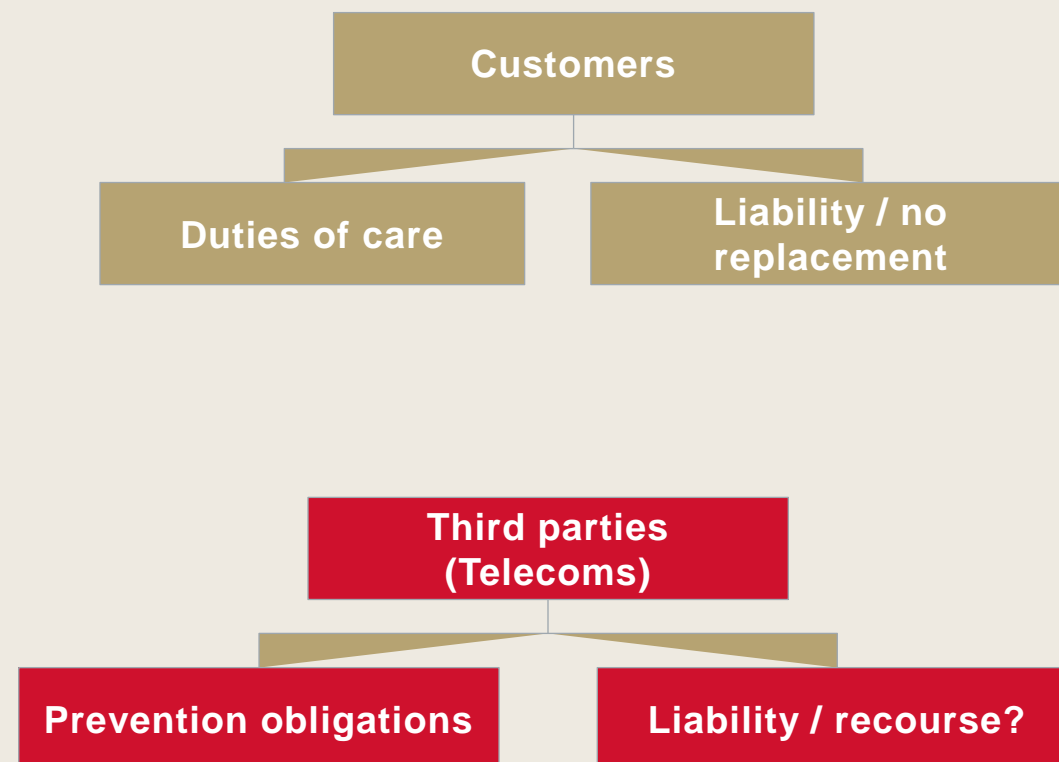 Customers
Duties of care
Liability / no
replacement
Third parties
(Telecoms)
Prevention obligations
Liability / recourse?